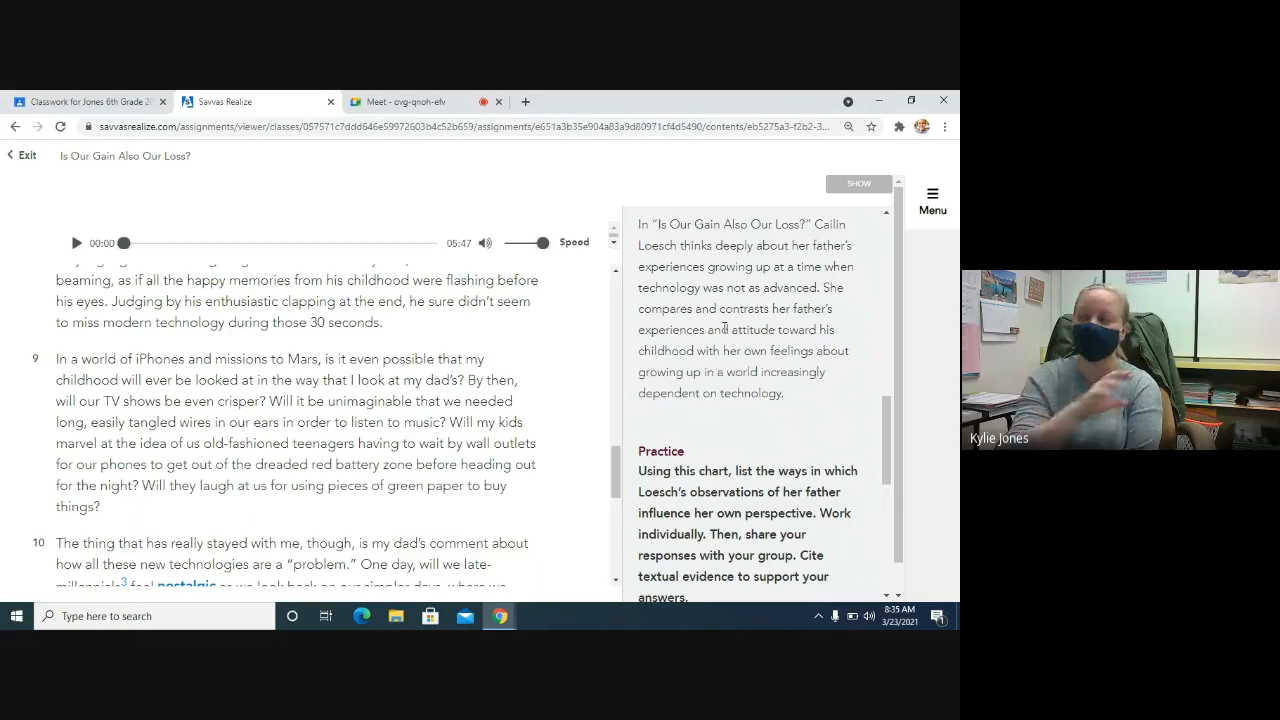 Classwork for Jones 6th Grade 20
Savvas Realize
Meet - ovg-qnoh-efv
savvasrealize.com/assignments/viewer/classes/057571c7ddd646e59972603b4c52b659/assignments/e651a3b35e904a83a9d80971cf4d5490/contents/eb5275a3-f2b2-3...
Exit
Is Our Gain Also Our Loss?
SHOW
Menu
00:00
05:47
Speed
beaming, as if all the happy memories from his childhood were flashing before
his eyes. Judging by his enthusiastic clapping at the end, he sure didn't seem
to miss modern technology during those 30 seconds.
9 In a world of iPhones and missions to Mars, is it even possible that my
childhood will ever be looked at in the way that I look at my dad's? By then,
will our TV shows be even crisper? Will it be unimaginable that we needed
long, easily tangled wires in our ears in order to listen to music? Will my kids
marvel at the idea of us old-fashioned teenagers having to wait by wall outlets
for our phones to get out of the dreaded red battery zone before heading out
for the night? Will they laugh at us for using pieces of green paper to buy
things?
10 The thing that has really stayed with me, though, is my dad's comment about
how all these new technologies are a "problem." One day, will we late-
millennials3 feel nostalgic as we look back on our simpler days, where we
In "Is Our Gain Also Our Loss?" Cailin
Loesch thinks deeply about her father's
experiences growing up at a time when
technology was not as advanced. She
compares and contrasts her father's
experiences and attitude toward his
childhood with her own feelings about
growing up in a world increasingly
dependent on technology.
Practice
Using this chart, list the ways in which
Loesch's observations of her father
influence her own perspective. Work
individually. Then, share your
responses with your group. Cite
textual evidence to support your
answers.
Kylie Jones
Type here to search
8:35 AM
3/23/2021
1